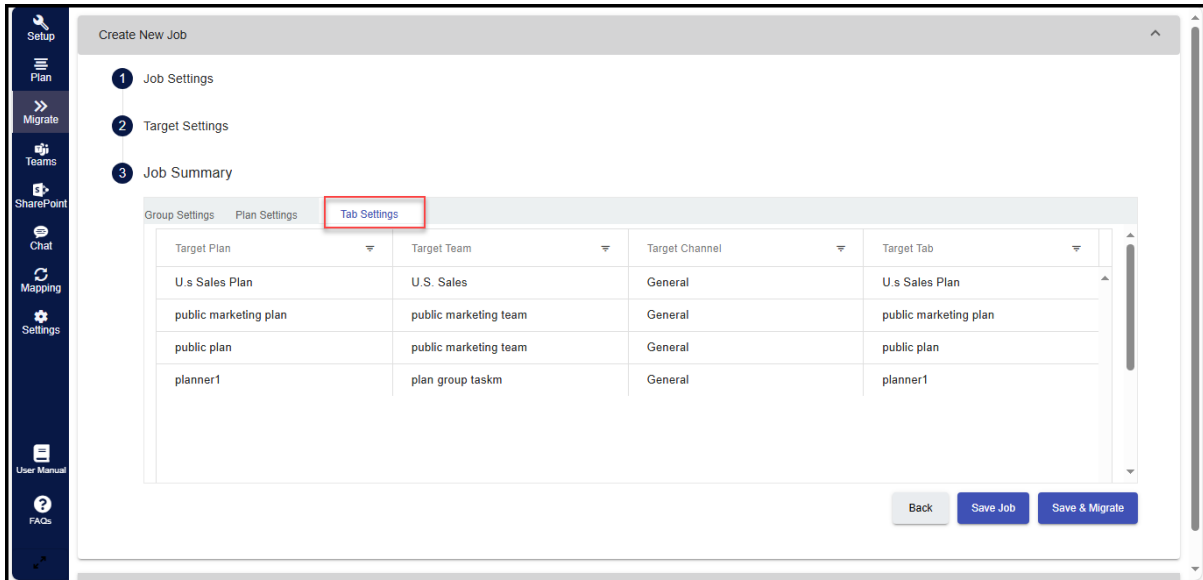 Setup
Plan
Migrate
Teams
SharePoint
Chat
Mapping
Settings
User Manual
FAQs
Create New Job
1 Job Settings
2 Target Settings
3 Job Summary
Group Settings Plan Settings Tab Settings
Target Plan Target Team Target Channel Target Tab
U.s Sales Plan U.S. Sales General U.s Sales Plan
public marketing plan public marketing team General public marketing plan
public plan public marketing team General public plan
planner1 plan group taskm General planner1
Back Save Job Save & Migrate